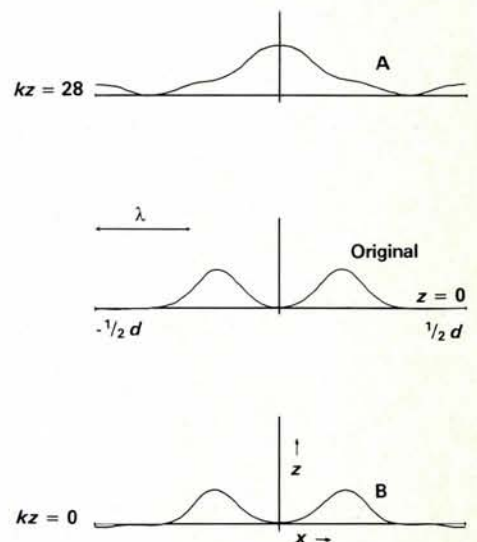 A
kz = 28
λ
Original
z = 0
-1/2 d
1/2 d
z
B
kz = 0
x →